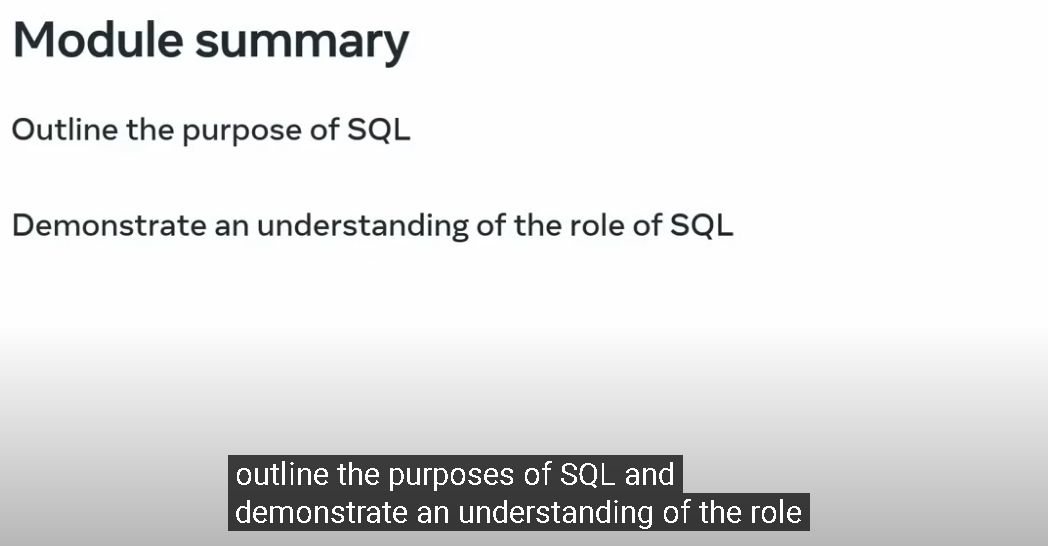 Module summary
Outline the purpose of SQL
Demonstrate an understanding of the role of SQL
outline the purposes of SQL and
demonstrate an understanding of the role